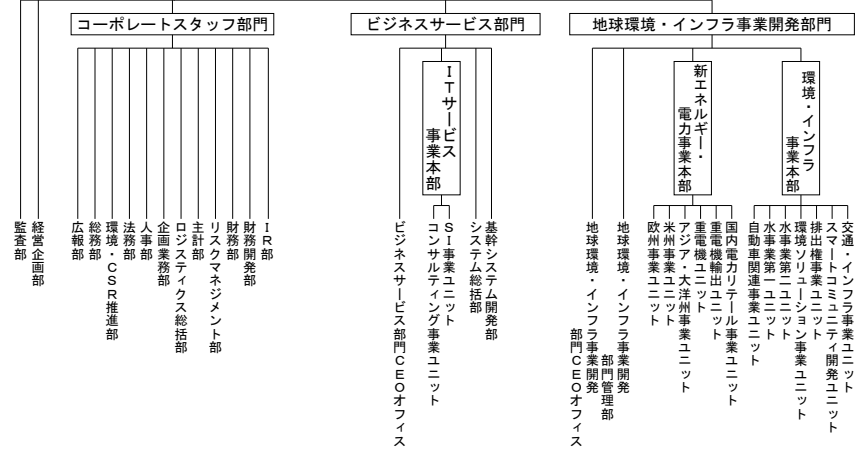 コーポレートスタッフ部門
ビジネスサービス部門
地球環境・インフラ事業開発部門
ITサービス
事業本部
新エネルギー・
電力事業本部
環境・インフラ
事業本部
監査部
経営企画部
広報部
総務部
環境・CSR推進部
法務部
人事部
企画業務部
ロジスティクス総括部
主計部
リスクマネジメント部
財務部
財務開発部
IR部
ビジネスサービス部門CEOオフィス
コンサルティング事業ユニット
SI事業ユニット
システム総括部
基幹システム開発部
地球環境・インフラ事業開発
部門CEOオフィス
地球環境・インフラ事業開発
部門管理部
欧州事業ユニット
米州事業ユニット
アジア・大洋州事業ユニット
重電機ユニット
重電機輸出ユニット
国内電力リテール事業ユニット
自動車関連事業ユニット
水事業第一ユニット
水事業第二ユニット
環境ソリューション事業ユニット
排出権事業ユニット
スマートコミュニティ開発ユニット
交通・インフラ事業ユニット